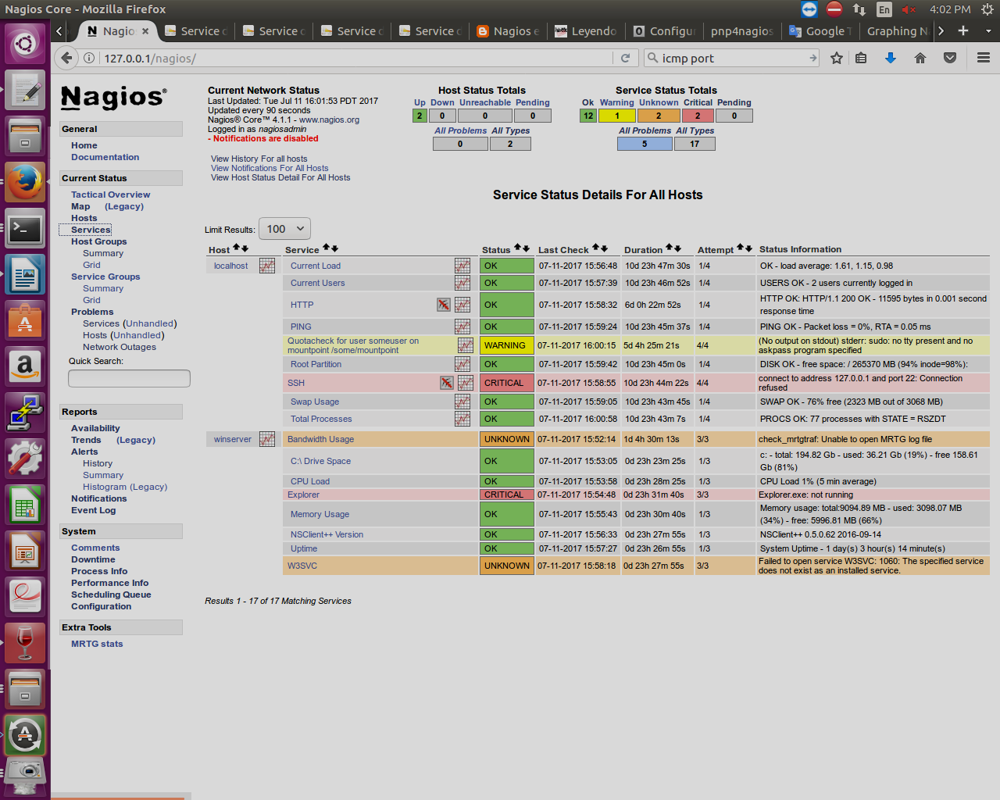 Nagios Core - Mozilla Firefox
En
4:02 PM
Nagio ×
Service d
Service d
Service d
Service d
Nagios e
Leyendo
Configu
pnp4nagios
Google T
Graphing N
127.0.0.1/nagios/
icmp port
Nagios®
General
Home
Documentation
Current Status
Tactical Overview
Map (Legacy)
Hosts
Services
Host Groups
Summary
Grid
Service Groups
Summary
Grid
Problems
Services (Unhandled)
Hosts (Unhandled)
Network Outages
Quick Search:
Reports
Availability
Trends (Legacy)
Alerts
History
Summary
Histogram (Legacy)
Notifications
Event Log
System
Comments
Downtime
Process Info
Performance Info
Scheduling Queue
Configuration
Extra Tools
MRTG stats
Current Network Status
Last Updated: Tue Jul 11 16:01:53 PDT 2017
Updated every 90 seconds
Nagios® Core™ 4.1.1 - www.nagios.org
Logged in as nagiosadmin
- Notifications are disabled
View History For all hosts
View Notifications For All Hosts
View Host Status Detail For All Hosts
Host Status Totals
Up Down Unreachable Pending
2 0 0 0
All Problems All Types
0 2
Service Status Totals
Ok Warning Unknown Critical Pending
12 1 2 2 0
All Problems All Types
5 17
Service Status Details For All Hosts
Limit Results: 100
Host Service Status Last Check Duration Attempt Status Information
localhost Current Load OK 07-11-2017 15:56:48 10d 23h 47m 30s 1/4 OK - load average: 1.61, 1.15, 0.98
Current Users OK 07-11-2017 15:57:39 10d 23h 46m 52s 1/4 USERS OK - 2 users currently logged in
HTTP OK 07-11-2017 15:58:32 6d 0h 22m 52s 1/4 HTTP OK: HTTP/1.1 200 OK - 11595 bytes in 0.001 second
response time
PING OK 07-11-2017 15:59:24 10d 23h 45m 37s 1/4 PING OK - Packet loss = 0%, RTA = 0.05 ms
Quotacheck for user someuser on
mountpoint /some/mountpoint WARNING 07-11-2017 16:00:15 5d 4h 25m 21s 4/4 (No output on stdout) stderr: sudo: no tty present and no
askpass program specified
Root Partition OK 07-11-2017 15:59:42 10d 23h 45m 0s 1/4 DISK OK - free space: / 265370 MB (94% inode=98%):
SSH CRITICAL 07-11-2017 15:58:55 10d 23h 44m 22s 4/4 connect to address 127.0.0.1 and port 22: Connection
refused
Swap Usage OK 07-11-2017 15:59:05 10d 23h 43m 45s 1/4 SWAP OK - 76% free (2323 MB out of 3068 MB)
Total Processes OK 07-11-2017 16:00:58 10d 23h 43m 7s 1/4 PROCS OK: 77 processes with STATE = RSZDT
winserver Bandwidth Usage UNKNOWN 07-11-2017 15:52:14 1d 4h 30m 13s 3/3 check_mrtgtraf: Unable to open MRTG log file
C:\ Drive Space OK 07-11-2017 15:53:05 0d 23h 23m 25s 1/3 c: - total: 194.82 Gb - used: 36.21 Gb (19%) - free 158.61
Gb (81%)
CPU Load OK 07-11-2017 15:53:58 0d 23h 28m 25s 1/3 CPU Load 1% (5 min average)
Explorer CRITICAL 07-11-2017 15:54:48 0d 23h 31m 40s 3/3 Explorer.exe: not running
Memory Usage OK 07-11-2017 15:55:43 0d 23h 30m 40s 1/3 Memory usage: total:9094.89 MB - used: 3098.07 MB
(34%) - free: 5996.81 MB (66%)
NSClient++ Version OK 07-11-2017 15:56:33 0d 23h 27m 55s 1/3 NSClient++ 0.5.0.62 2016-09-14
Uptime OK 07-11-2017 15:57:27 0d 23h 26m 55s 1/3 System Uptime - 1 day(s) 3 hour(s) 14 minute(s)
W3SVC UNKNOWN 07-11-2017 15:58:18 0d 23h 27m 55s 3/3 Failed to open service W3SVC: 1060: The specified service
does not exist as an installed service.
Results 1 - 17 of 17 Matching Services